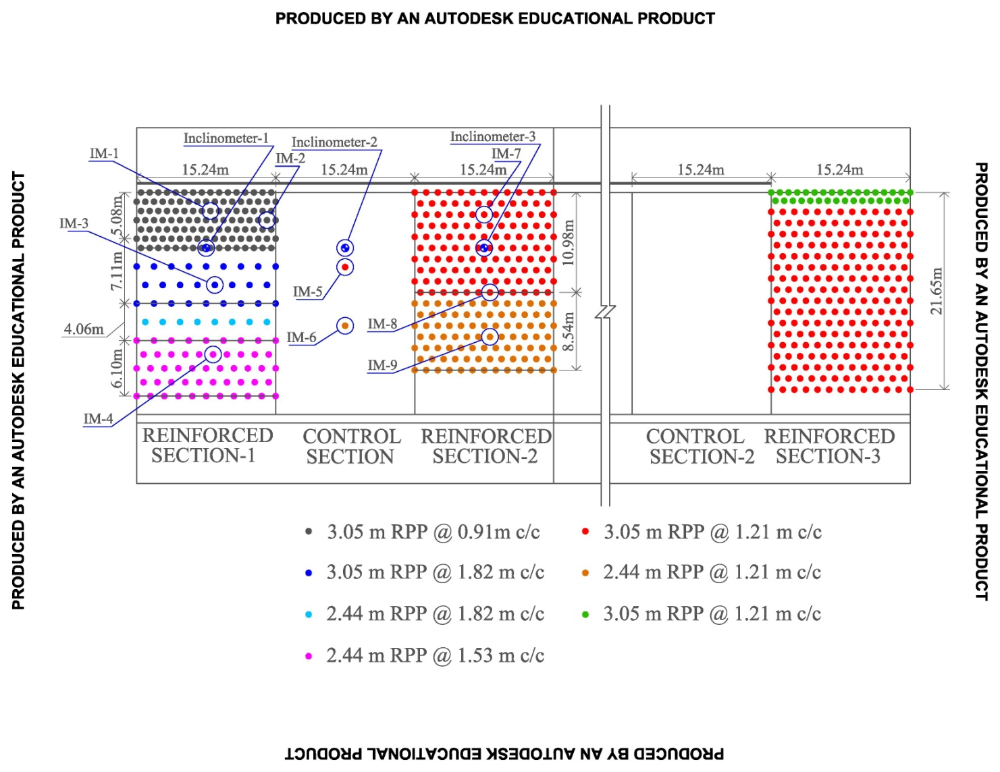 PRODUCED BY AN AUTODESK EDUCATIONAL PRODUCT
PRODUCED BY AN AUTODESK EDUCATIONAL PRODUCT
PRODUCED BY AN AUTODESK EDUCATIONAL PRODUCT
Inclinometer-1
Inclinometer-2
Inclinometer-3
IM-1
IM-2
IM-7
15.24m
15.24m
15.24m
15.24m
15.24m
IM-3
5.08m
7.11m
4.06m
6.10m
IM-4
IM-5
IM-6
IM-8
IM-9
10.98m
8.54m
21.65m
REINFORCED
SECTION-1
CONTROL
SECTION
REINFORCED
SECTION-2
CONTROL
SECTION-2
REINFORCED
SECTION-3
3.05 m RPP @ 0.91m c/c
3.05 m RPP @ 1.21 m c/c
3.05 m RPP @ 1.82 m c/c
2.44 m RPP @ 1.21 m c/c
2.44 m RPP @ 1.82 m c/c
3.05 m RPP @ 1.21 m c/c
2.44 m RPP @ 1.53 m c/c
PRODUCED BY AN AUTODESK EDUCATIONAL PRODUCT